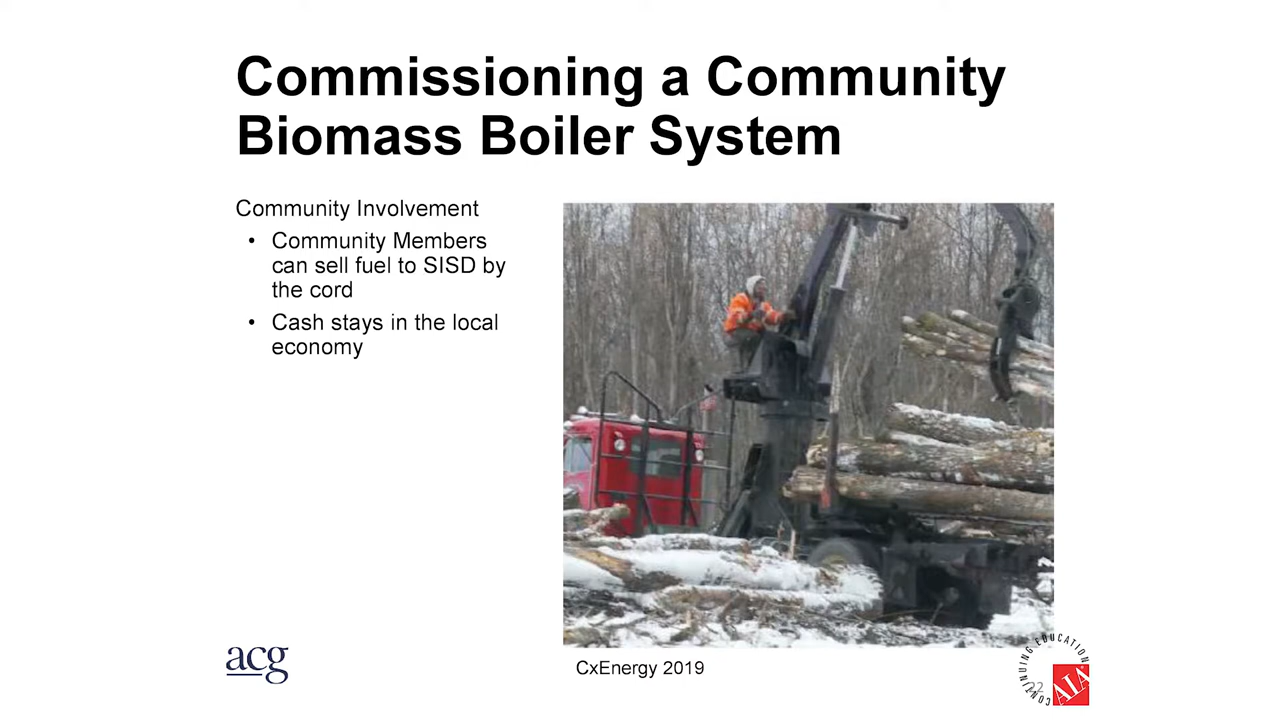 Commissioning a Community
Biomass Boiler System
Community Involvement
• Community Members
can sell fuel to SISD by
the cord
• Cash stays in the local
economy
acg
CxEnergy 2019
CONTINUING EDUCATION
AIA